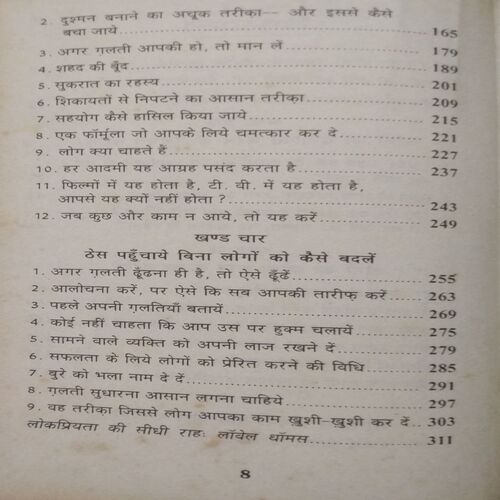 2. दुश्मन बनाने का अचूक तरीक़ा— और इससे कैसे
बचा जाये........................165
3. अगर ग़लती आपकी हो, तो मान लें........................179
4. शहद की बूँद........................189
5. सुकरात का रहस्य........................201
6. शिकायतों से निपटने का आसान तरीक़ा........................209
7. सहयोग कैसे हासिल किया जाये........................215
8. एक फॉर्मूला जो आपके लिये चमत्कार कर दे........................221
9. लोग क्या चाहते हैं........................227
10. हर आदमी यह आग्रह पसंद करता है........................237
11. फिल्मों में यह होता है, टी. वी. में यह होता है,
आपसे यह क्यों नहीं होता ?........................243
12. जब कुछ और काम न आये, तो यह करें........................249
खण्ड चार
ठेस पहुँचाये बिना लोगों को कैसे बदलें
1. अगर ग़लती ढूँढना ही है, तो ऐसे ढूँढें........................255
2. आलोचना करें, पर ऐसे कि सब आपकी तारीफ़ करें........................263
3. पहले अपनी ग़लतियाँ बतायें........................269
4. कोई नहीं चाहता कि आप उस पर हुक्म चलायें........................275
5. सामने वाले व्यक्ति को अपनी लाज रखने दें........................279
6. सफलता के लिये लोगों को प्रेरित करने की विधि........................285
7. बुरे को भला नाम दे दें........................291
8. ग़लती सुधारना आसान लगना चाहिये........................297
9. वह तरीक़ा जिससे लोग आपका काम ख़ुशी-ख़ुशी कर दें..303
लोकप्रियता की सीधी राहः लॉवेल थॉमस........................311
8